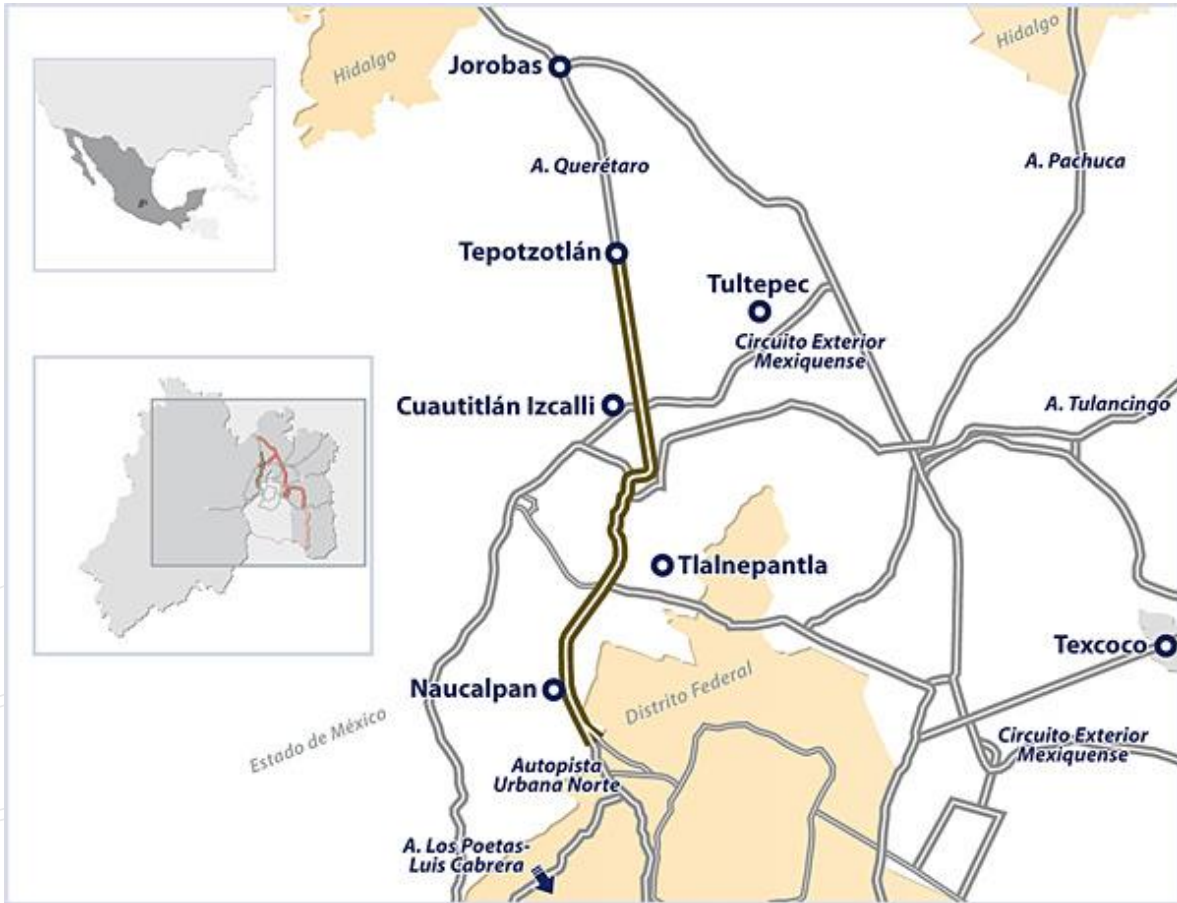 Hidalgo
Hidalgo
Jorobas
A. Querétaro
A. Pachuca
Tepotzotlán
Tultepec
Circuito Exterior
Mexiquense
Cuautitlán Izcalli
A. Tulancingo
Tlalnepantla
Texcoco
Naucalpan
Distrito Federal
Estado de México
Circuito Exterior
Mexiquense
Autopista
Urbana Norte
A. Los Poetas-
Luis Cabrera